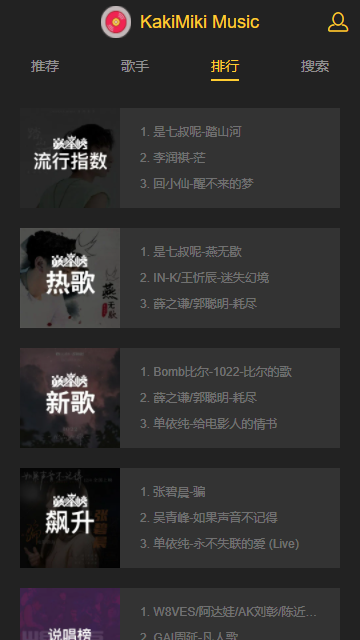 KakiMiki Music
推荐 歌手 排行 搜索
巅峰榜
流行指数
1. 是七叔呢-踏山河
2. 李润祺-茫
3. 回小仙-醒不来的梦
巅峰榜
热歌
1. 是七叔呢-燕无歇
2. IN-K/王忻辰-迷失幻境
3. 薛之谦/郭聪明-耗尽
巅峰榜
新歌
1. Bomb比尔-1022-比尔的歌
2. 薛之谦/郭聪明-耗尽
3. 单依纯-给电影人的情书
巅峰榜
飙升
1. 张碧晨-骗
2. 吴青峰-如果声音不记得
3. 单依纯-永不失联的爱 (Live)
说唱榜
1. W8VES/阿达娃/AK刘彰/陈近...
2. GAI周延-凡人歌